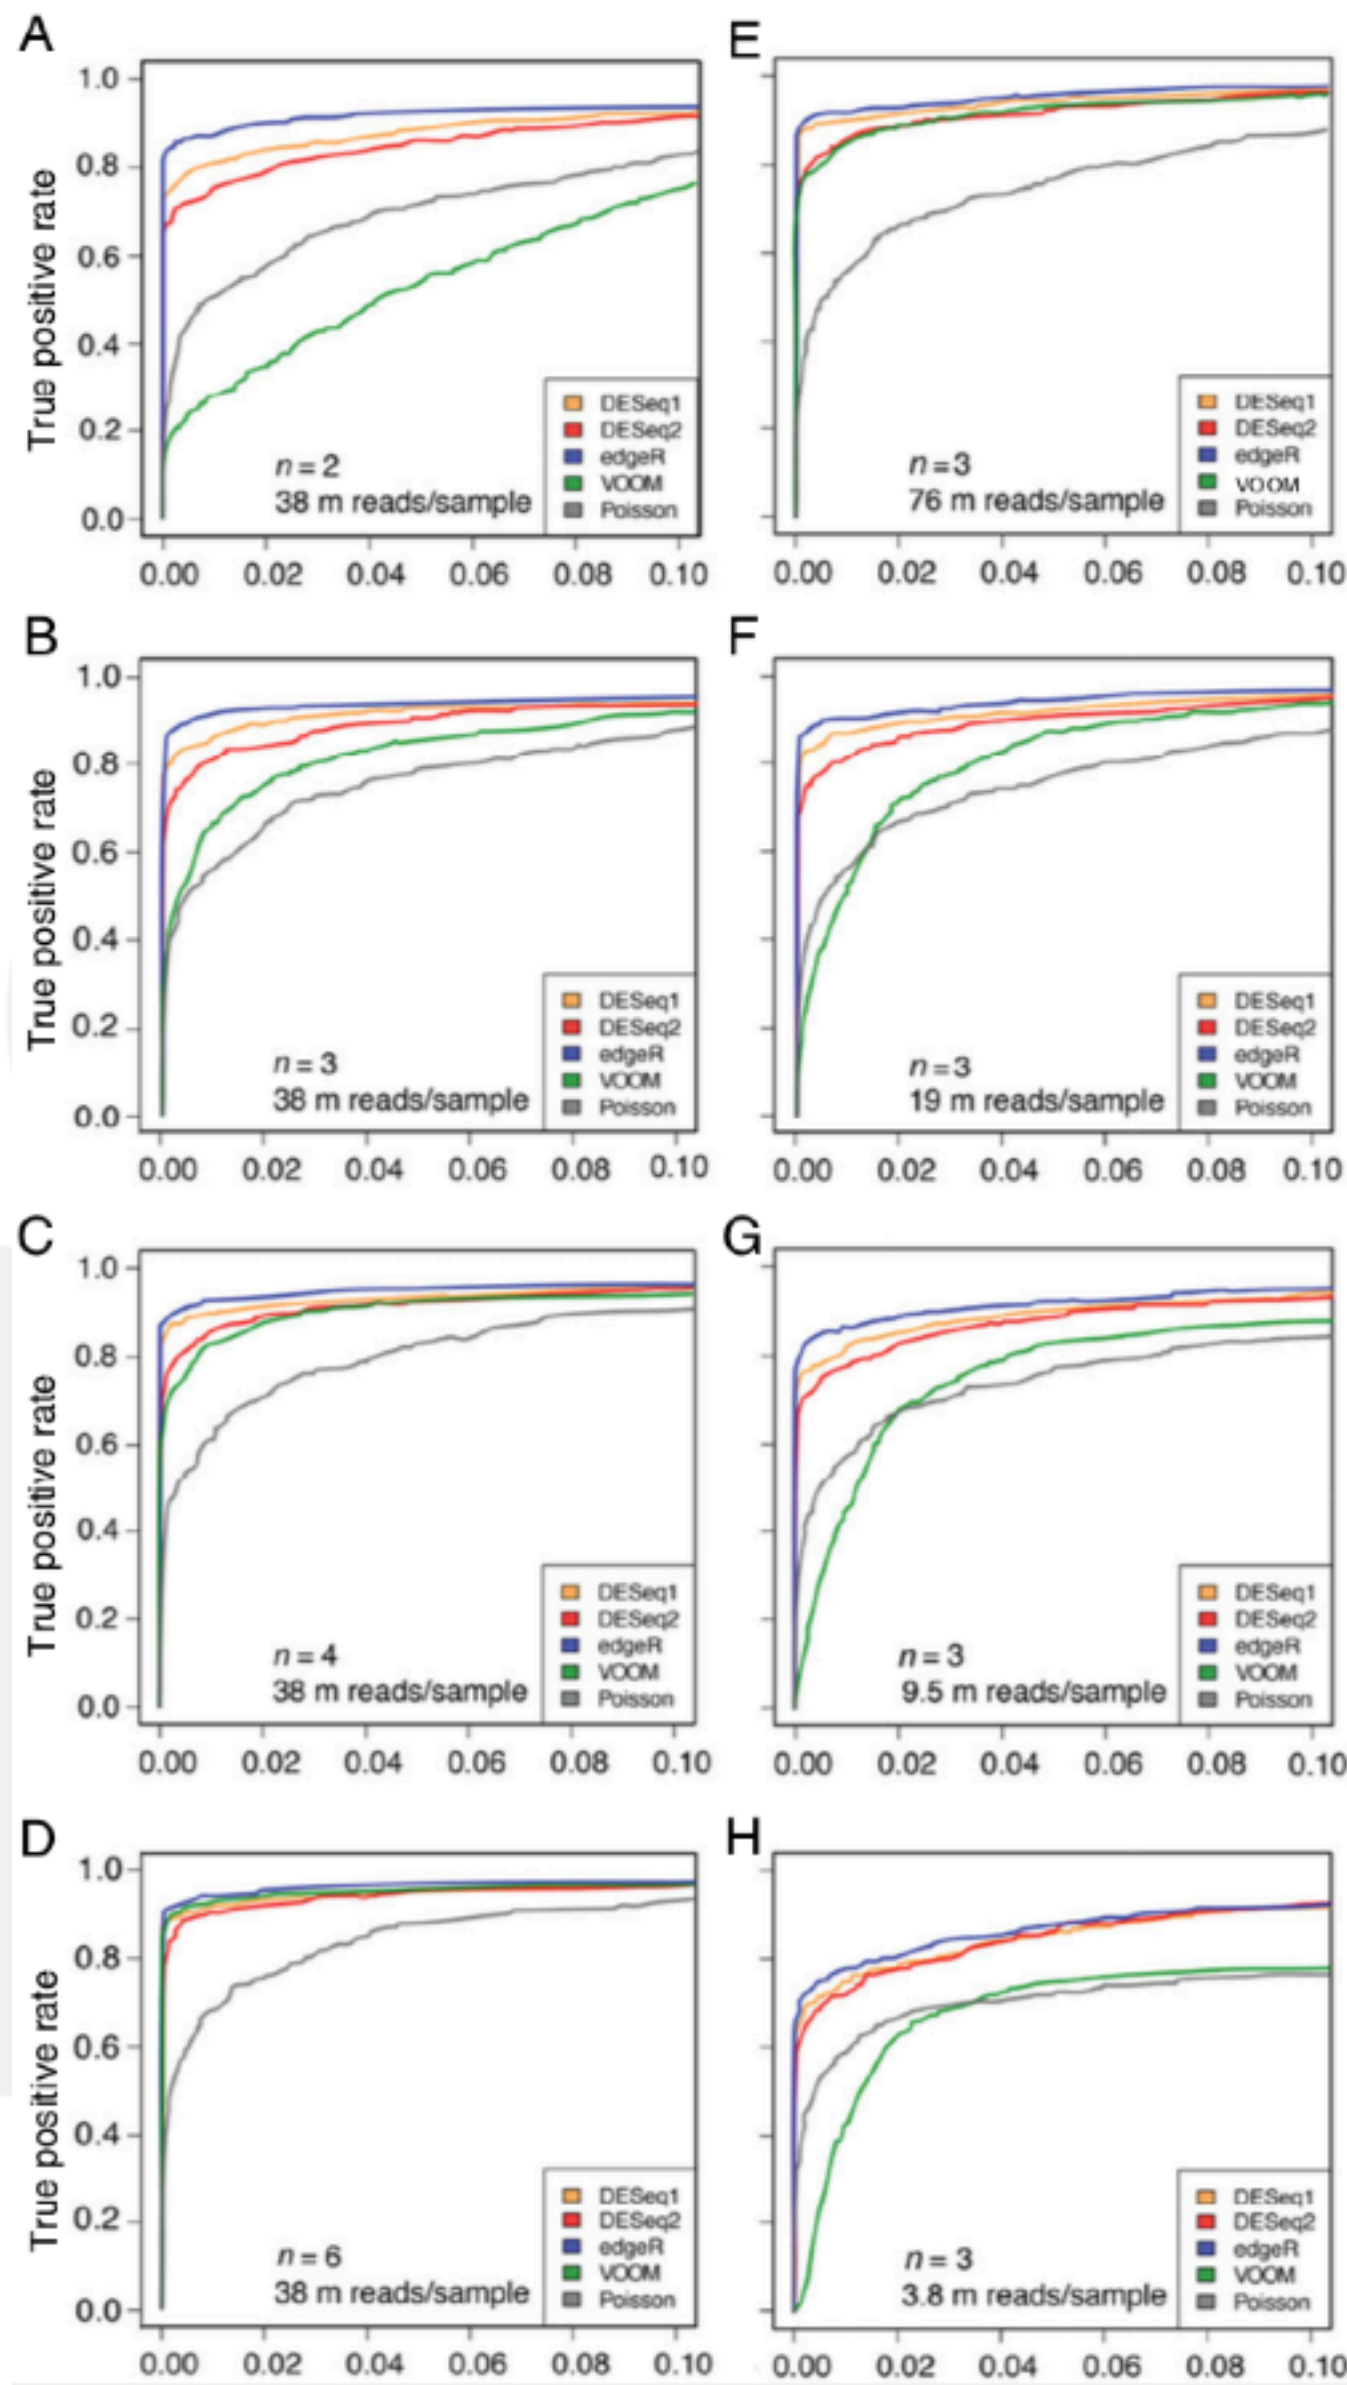 A
True positive rate
1.0
0.8
0.6
0.4
0.2
0.0
n = 2
38 m reads/sample
DESeq1
DESeq2
edgeR
VOOM
Poisson
0.00 0.02 0.04 0.06 0.08 0.10
E
n = 3
76 m reads/sample
DESeq1
DESeq2
edgeR
VOOM
Poisson
0.00 0.02 0.04 0.06 0.08 0.10
B
True positive rate
1.0
0.8
0.6
0.4
0.2
0.0
n = 3
38 m reads/sample
DESeq1
DESeq2
edgeR
VOOM
Poisson
0.00 0.02 0.04 0.06 0.08 0.10
F
n = 3
19 m reads/sample
DESeq1
DESeq2
edgeR
VOOM
Poisson
0.00 0.02 0.04 0.06 0.08 0.10
C
True positive rate
1.0
0.8
0.6
0.4
0.2
0.0
n = 4
38 m reads/sample
DESeq1
DESeq2
edgeR
VOOM
Poisson
0.00 0.02 0.04 0.06 0.08 0.10
G
n = 3
9.5 m reads/sample
DESeq1
DESeq2
edgeR
VOOM
Poisson
0.00 0.02 0.04 0.06 0.08 0.10
D
True positive rate
1.0
0.8
0.6
0.4
0.2
0.0
n = 6
38 m reads/sample
DESeq1
DESeq2
edgeR
VOOM
Poisson
0.00 0.02 0.04 0.06 0.08 0.10
H
n = 3
3.8 m reads/sample
DESeq1
DESeq2
edgeR
VOOM
Poisson
0.00 0.02 0.04 0.06 0.08 0.10